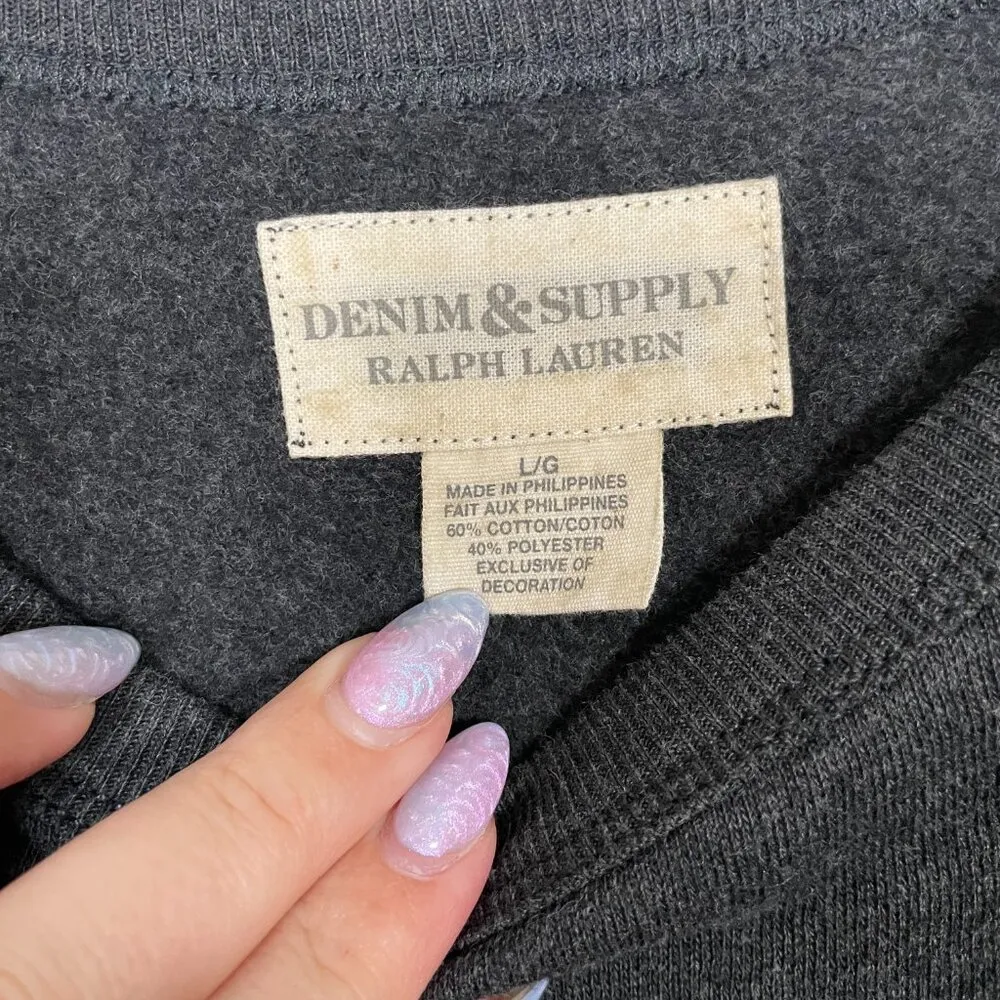 DENIM & SUPPLY
RALPH LAUREN
L/G
MADE IN PHILIPPINES
FAIT AUX PHILIPPINES
60% COTTON/COTON
40% POLYESTER
EXCLUSIVE OF
DECORATION